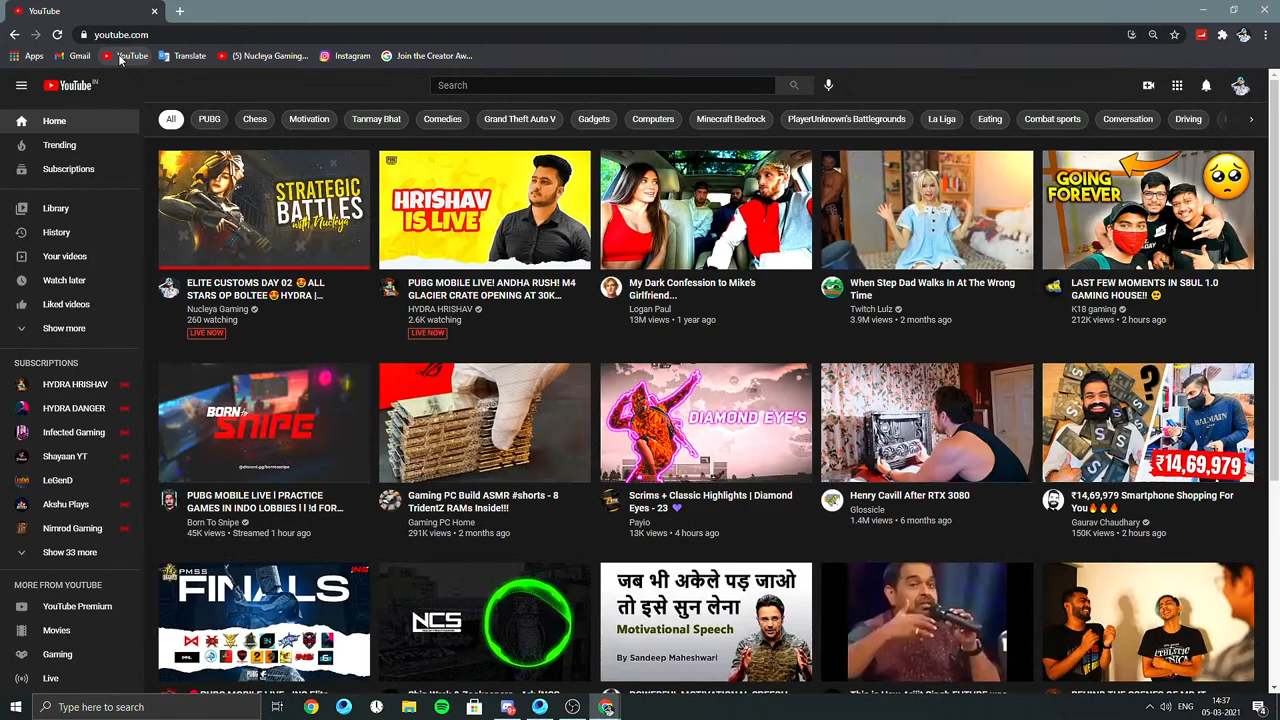 YouTube
youtube.com
Apps
Gmail
YouTube
Translate
(5) Nucleya Gaming...
Instagram
Join the Creator Aw...
YouTube IN
Search
Home
Trending
Subscriptions
Library
History
Your videos
Watch later
Liked videos
Show more
SUBSCRIPTIONS
HYDRA HRISHAV
HYDRA DANGER
Infected Gaming
Shayaan YT
LeGenD
Akshu Plays
Nimrod Gaming
Show 33 more
MORE FROM YOUTUBE
YouTube Premium
Movies
Gaming
Live
All
PUBG
Chess
Motivation
Tanmay Bhat
Comedies
Grand Theft Auto V
Gadgets
Computers
Minecraft Bedrock
PlayerUnknown's Battlegrounds
La Liga
Eating
Combat sports
Conversation
Driving
STRATEGIC
BATTLES
with Nucleya
ELITE CUSTOMS DAY 02 😍ALL
STARS OP BOLTEE😍HYDRA |...
Nucleya Gaming
260 watching
LIVE NOW
HRISHAV
IS LIVE
PUBG MOBILE LIVE! ANDHA RUSH! M4
GLACIER CRATE OPENING AT 30K...
HYDRA HRISHAV
2.6K watching
LIVE NOW
My Dark Confession to Mike's
Girlfriend...
Logan Paul
13M views • 1 year ago
When Step Dad Walks In At The Wrong
Time
Twitch Lulz
3.9M views • 2 months ago
GOING
FOREVER
LAST FEW MOMENTS IN S8UL 1.0
GAMING HOUSE!! 🥺
K18 gaming
212K views • 2 hours ago
BORN to
SNIPE
@discord.gg/borntosnipe
PUBG MOBILE LIVE l PRACTICE
GAMES IN INDO LOBBIES l l !d FOR...
Born To Snipe
45K views • Streamed 1 hour ago
Gaming PC Build ASMR #shorts - 8
TridentZ RAMs Inside!!!
Gaming PC Home
291K views • 2 months ago
DIAMOND EYE'S
Scrims + Classic Highlights | Diamond
Eyes - 23 💜
Payio
13K views • 4 hours ago
Henry Cavill After RTX 3080
Glossicle
1.4M views • 6 months ago
BALMAIN
₹14,69,979
₹14,69,979 Smartphone Shopping For
You🔥🔥🔥
Gaurav Chaudhary
150K views • 2 hours ago
PMSS
FINALS
PUBG
NCS
जब भी अकेले पड़ जाओ
तो इसे सुन लेना
Motivational Speech
By Sandeep Maheshwari
Type here to search
ENG
14:37
05-03-2021